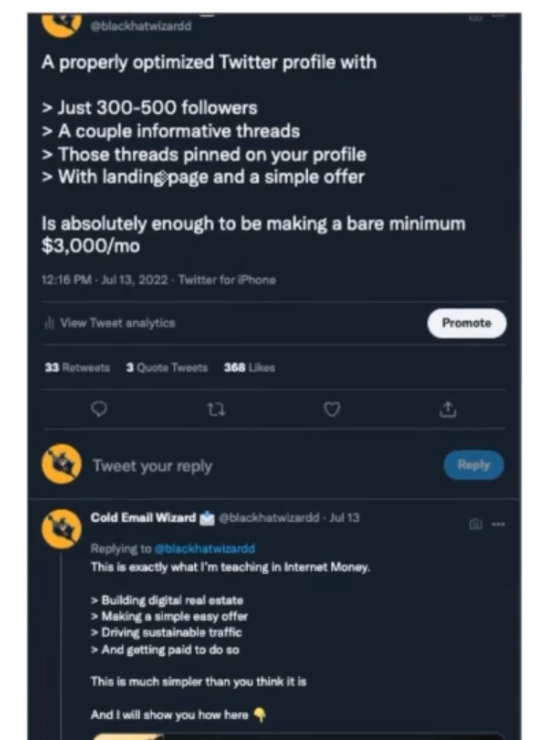 @blackhatwizardd
A properly optimized Twitter profile with
> Just 300-500 followers
> A couple informative threads
> Those threads pinned on your profile
> With landing page and a simple offer
Is absolutely enough to be making a bare minimum
$3,000/mo
12:16 PM · Jul 13, 2022 · Twitter for iPhone
View Tweet analytics
Promote
33 Retweets 3 Quote Tweets 368 Likes
Tweet your reply
Reply
Cold Email Wizard 📩 @blackhatwizardd · Jul 13
Replying to @blackhatwizardd
This is exactly what I'm teaching in Internet Money.
> Building digital real estate
> Making a simple easy offer
> Driving sustainable traffic
> And getting paid to do so
This is much simpler than you think it is
And I will show you how here 👇